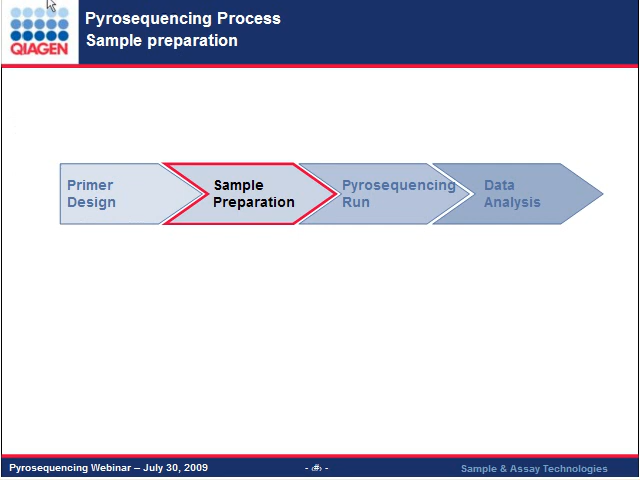 Pyrosequencing Process
Sample preparation
QIAGEN
Primer
Design
Sample
Preparation
Pyrosequencing
Run
Data
Analysis
Pyrosequencing Webinar – July 30, 2009
- ‹#› -
Sample & Assay Technologies